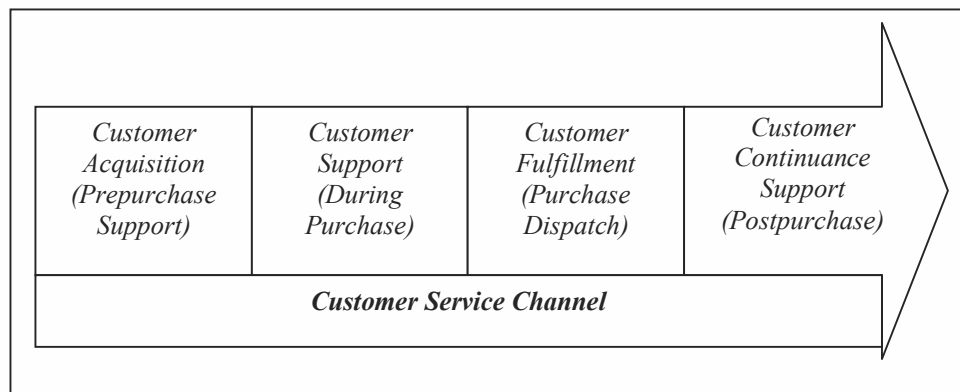 Customer
Acquisition
(Prepurchase
Support)
Customer
Support
(During
Purchase)
Customer
Fulfillment
(Purchase
Dispatch)
Customer
Continuance
Support
(Postpurchase)
Customer Service Channel